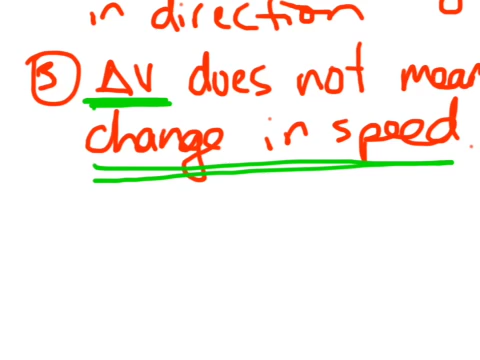 in direction
③ ΔV does not mean
change in speed.